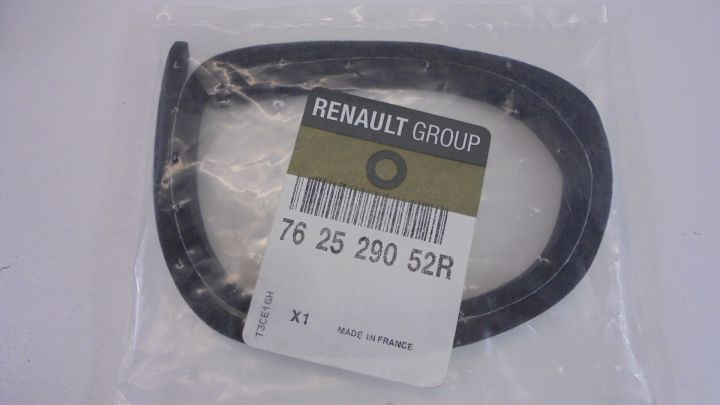 RENAULT GROUP
76 25 290 52R
X1
MADE IN FRANCE
T3CE1GH